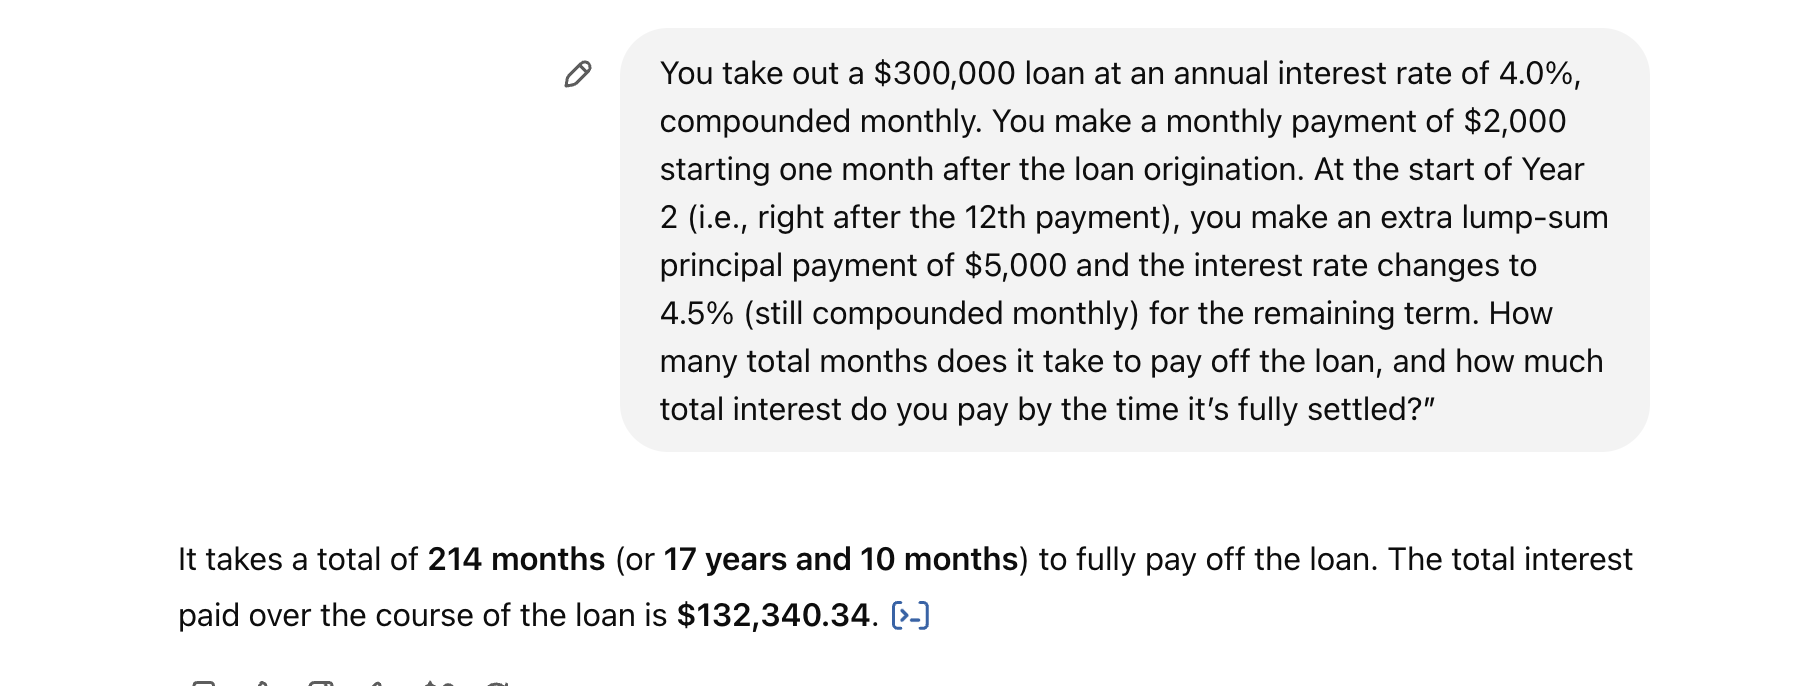 You take out a $300,000 loan at an annual interest rate of 4.0%,
compounded monthly. You make a monthly payment of $2,000
starting one month after the loan origination. At the start of Year
2 (i.e., right after the 12th payment), you make an extra lump-sum
principal payment of $5,000 and the interest rate changes to
4.5% (still compounded monthly) for the remaining term. How
many total months does it take to pay off the loan, and how much
total interest do you pay by the time it’s fully settled?”
It takes a total of 214 months (or 17 years and 10 months) to fully pay off the loan. The total interest
paid over the course of the loan is $132,340.34.